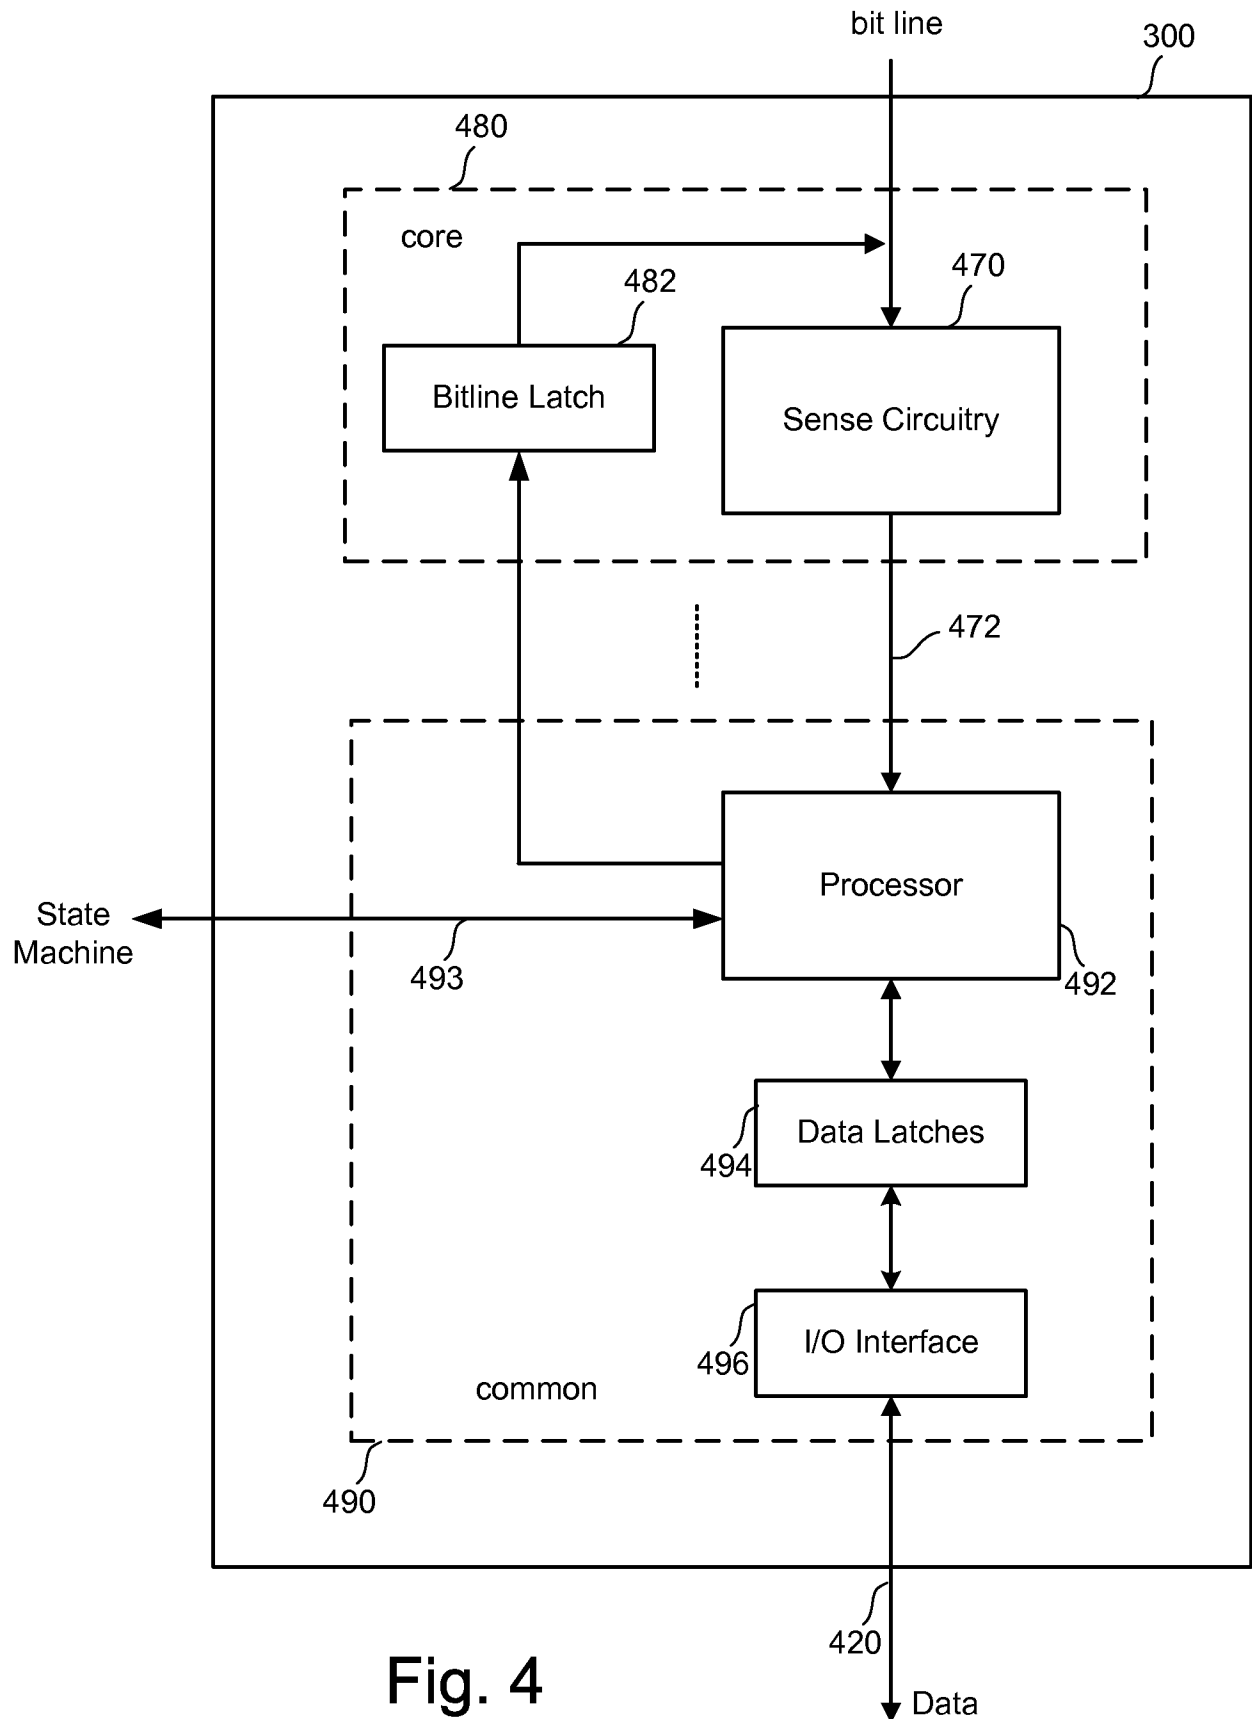 bit line
300
480
core
470
482
Bitline Latch
Sense Circuitry
472
Processor
State
Machine
493
492
Data Latches
494
I/O Interface
496
common
490
420
Fig. 4
Data